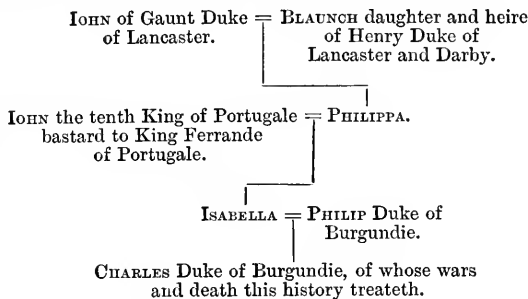 IOHN of Gaunt Duke = BLAUNCH daughter and heire
of Lancaster. of Henry Duke of
Lancaster and Darby.
IOHN the tenth King of Portugale = PHILIPPA.
bastard to King Ferrande
of Portugale.
ISABELLA = PHILIP Duke of
Burgundie.
CHARLES Duke of Burgundie, of whose wars
and death this history treateth.